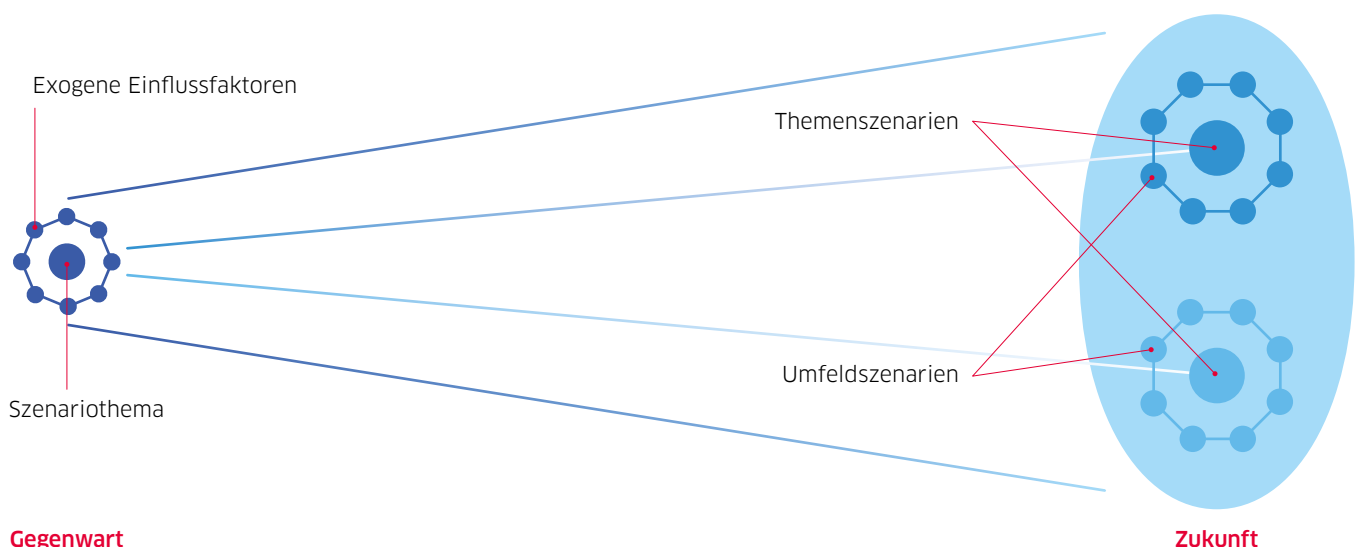 Exogene Einflussfaktoren
Themenszenarien
Umfeldszenarien
Szenariothema
Gegenwart
Zukunft